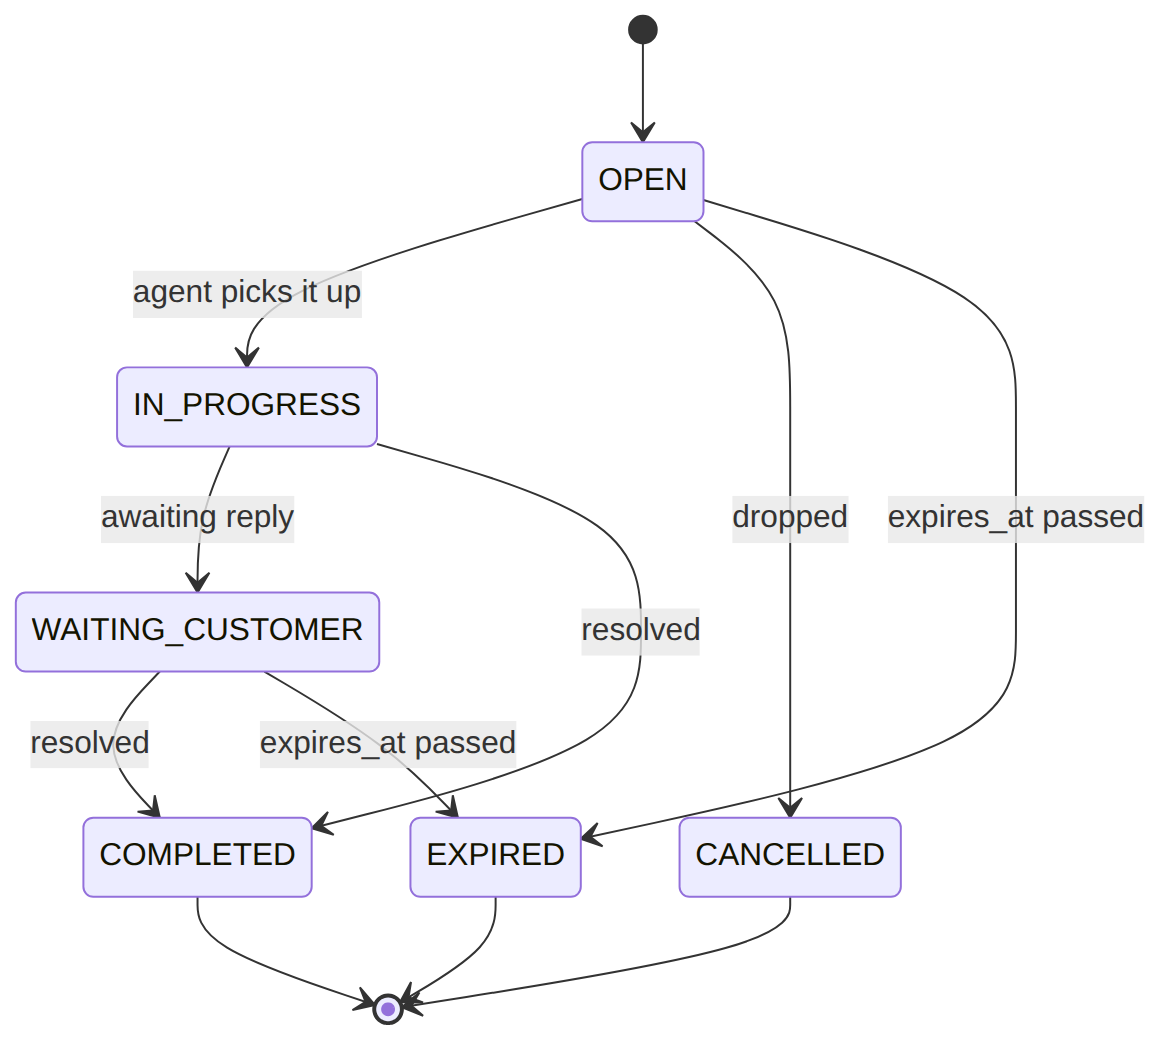 OPEN
agent picks it up
IN_PROGRESS
awaiting reply
dropped
expires_at passed
WAITING_CUSTOMER
resolved
resolved
expires_at passed
COMPLETED
EXPIRED
CANCELLED